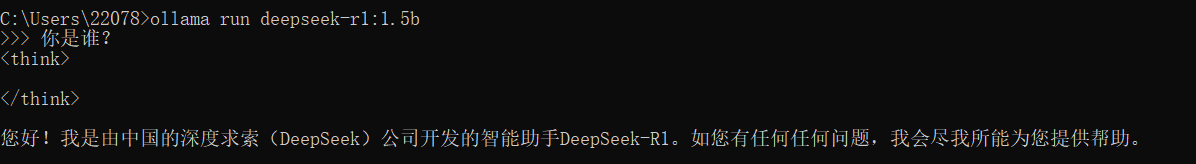 C:\Users\22078>ollama run deepseek-r1:1.5b
>>> 你是谁？
<think>
</think>
您好！我是由中国的深度求索（DeepSeek）公司开发的智能助手DeepSeek-R1。如您有任何任何问题，我会尽我所能为您提供帮助。